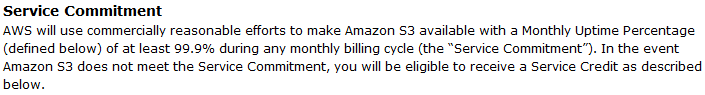 Service Commitment
AWS will use commercially reasonable efforts to make Amazon S3 available with a Monthly Uptime Percentage
(defined below) of at least 99.9% during any monthly billing cycle (the “Service Commitment”). In the event
Amazon S3 does not meet the Service Commitment, you will be eligible to receive a Service Credit as described
below.